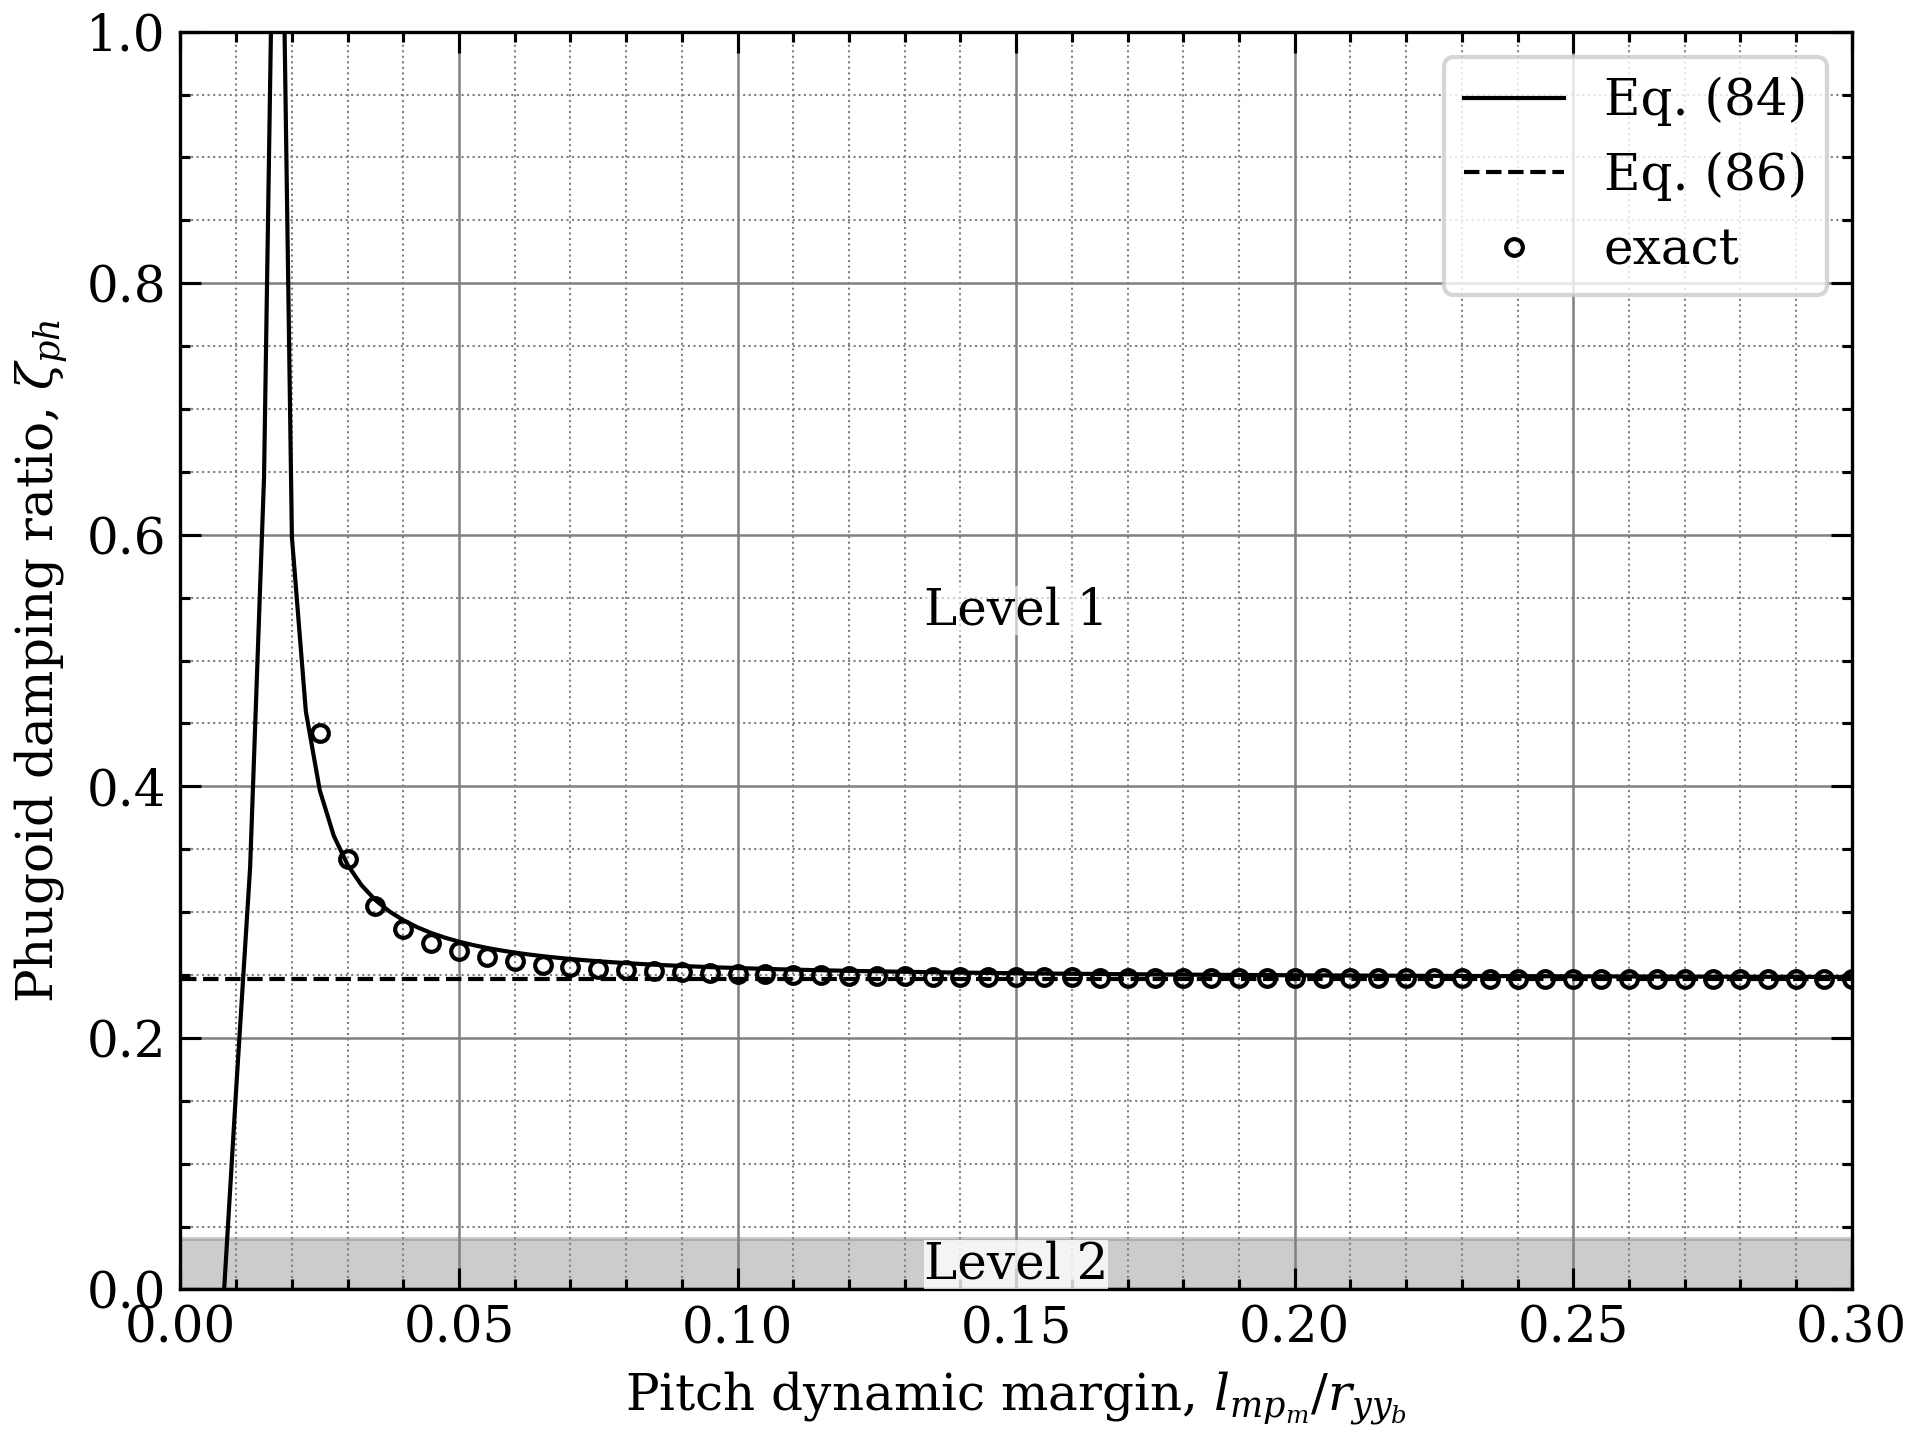 1.0
0.8
0.6
0.4
0.2
0.0
Phugoid damping ratio, ζph
Eq. (84)
Eq. (86)
exact
Level 1
Level 2
0.00 0.05 0.10 0.15 0.20 0.25 0.30
Pitch dynamic margin, lmpm/ryyb